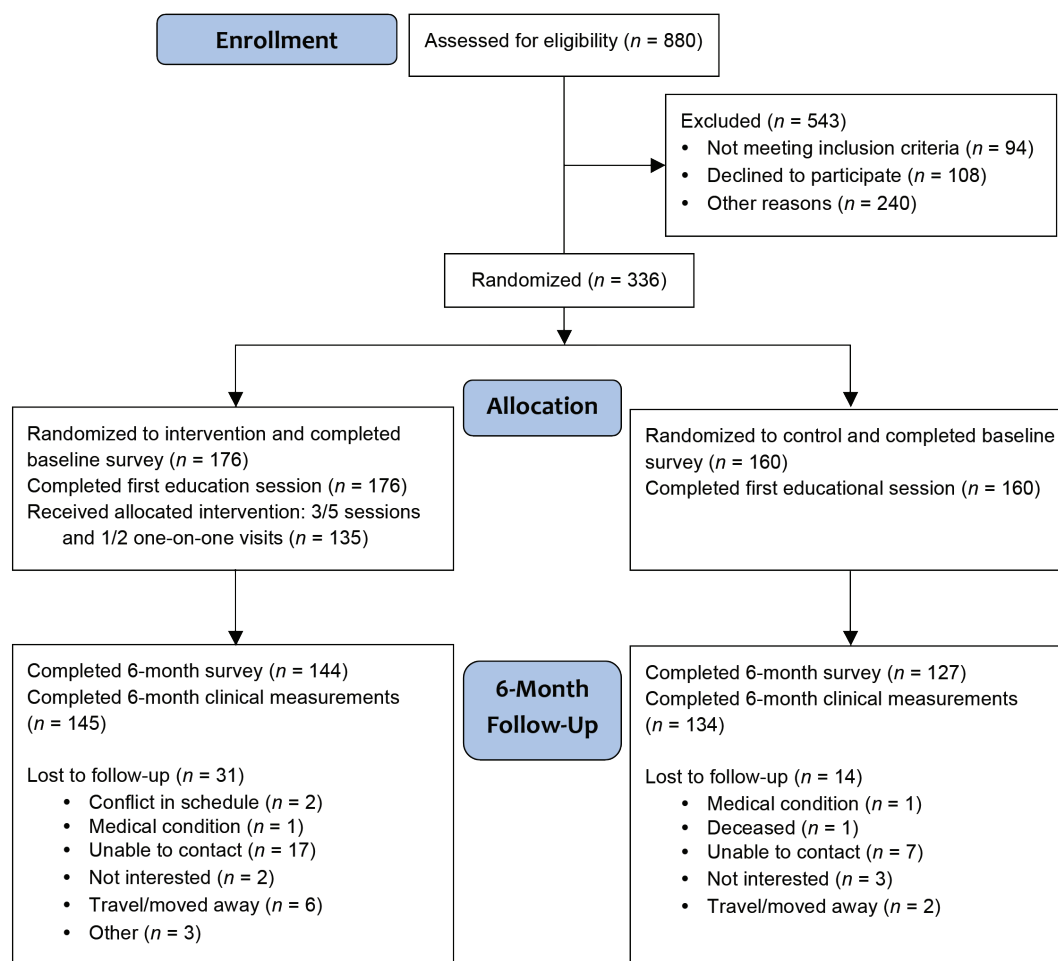 Enrollment
Assessed for eligibility (n = 880)
Excluded (n = 543)
• Not meeting inclusion criteria (n = 94)
• Declined to participate (n = 108)
• Other reasons (n = 240)
Randomized (n = 336)
Allocation
Randomized to intervention and completed
baseline survey (n = 176)
Completed first education session (n = 176)
Received allocated intervention: 3/5 sessions
and 1/2 one-on-one visits (n = 135)
Randomized to control and completed baseline
survey (n = 160)
Completed first educational session (n = 160)
6-Month
Follow-Up
Completed 6-month survey (n = 144)
Completed 6-month clinical measurements
(n = 145)
Lost to follow-up (n = 31)
• Conflict in schedule (n = 2)
• Medical condition (n = 1)
• Unable to contact (n = 17)
• Not interested (n = 2)
• Travel/moved away (n = 6)
• Other (n = 3)
Completed 6-month survey (n = 127)
Completed 6-month clinical measurements
(n = 134)
Lost to follow-up (n = 14)
• Medical condition (n = 1)
• Deceased (n = 1)
• Unable to contact (n = 7)
• Not interested (n = 3)
• Travel/moved away (n = 2)